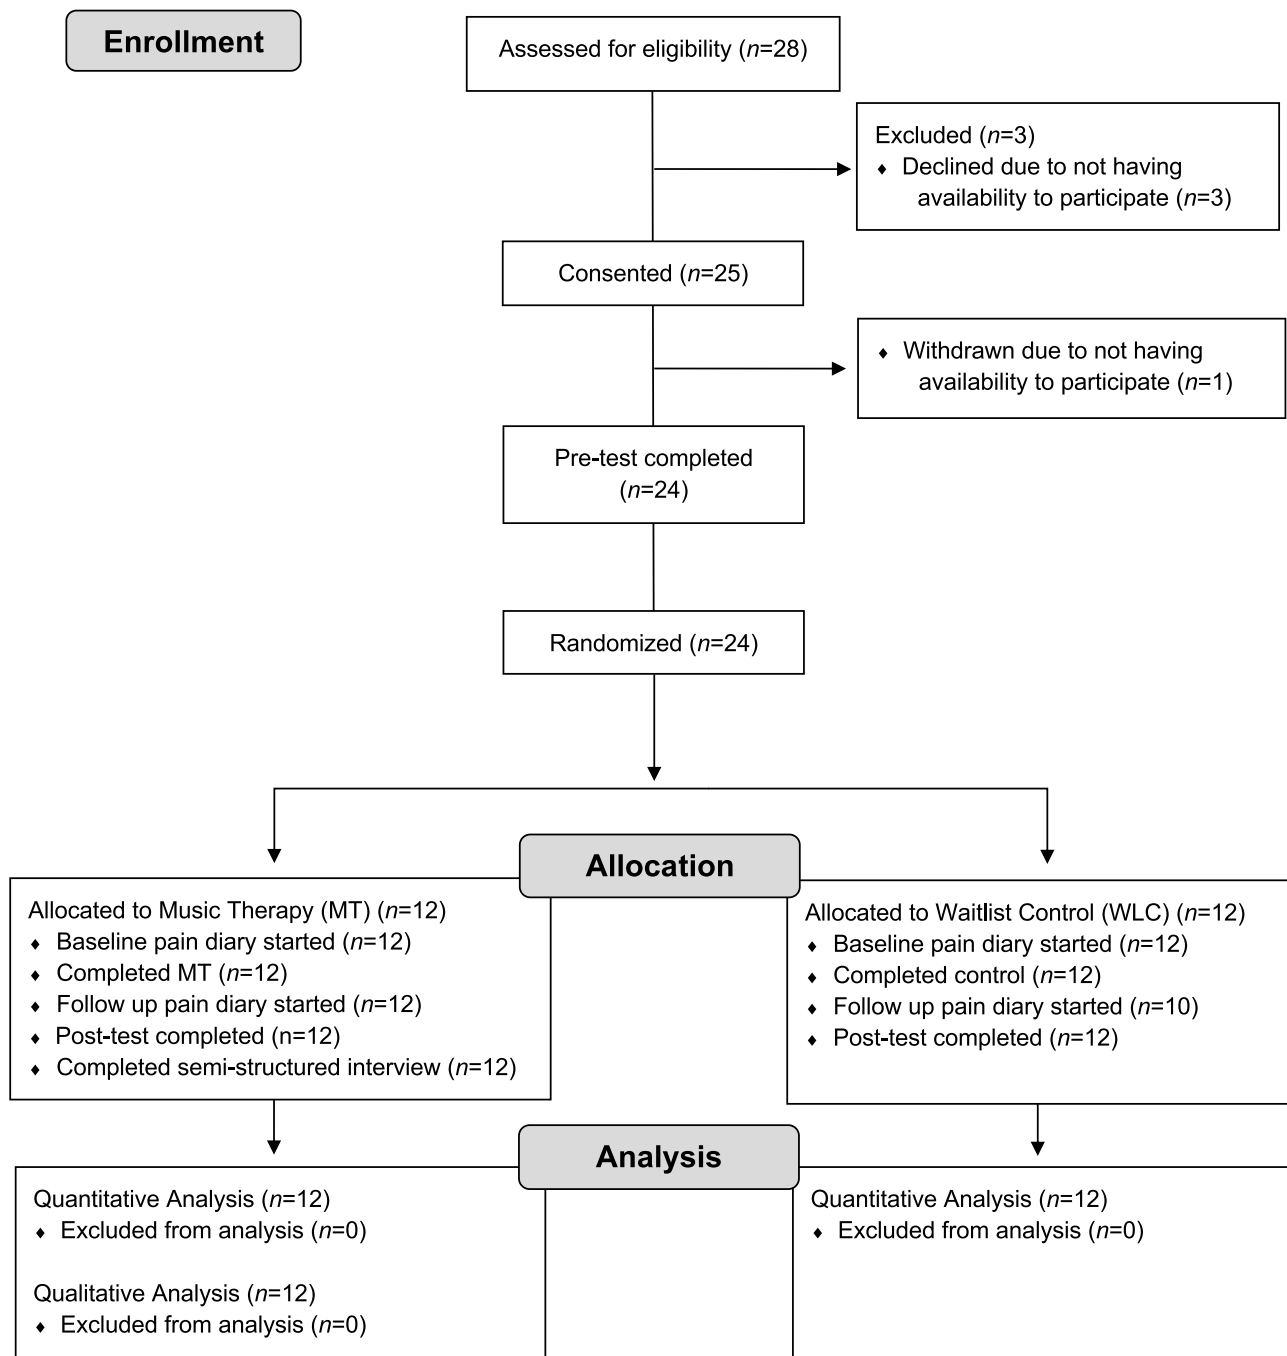 Enrollment
Assessed for eligibility (n=28)
Excluded (n=3)
♦ Declined due to not having
availability to participate (n=3)
Consented (n=25)
♦ Withdrawn due to not having
availability to participate (n=1)
Pre-test completed
(n=24)
Randomized (n=24)
Allocation
Allocated to Music Therapy (MT) (n=12)
♦ Baseline pain diary started (n=12)
♦ Completed MT (n=12)
♦ Follow up pain diary started (n=12)
♦ Post-test completed (n=12)
♦ Completed semi-structured interview (n=12)
Allocated to Waitlist Control (WLC) (n=12)
♦ Baseline pain diary started (n=12)
♦ Completed control (n=12)
♦ Follow up pain diary started (n=10)
♦ Post-test completed (n=12)
Analysis
Quantitative Analysis (n=12)
♦ Excluded from analysis (n=0)
Qualitative Analysis (n=12)
♦ Excluded from analysis (n=0)
Quantitative Analysis (n=12)
♦ Excluded from analysis (n=0)